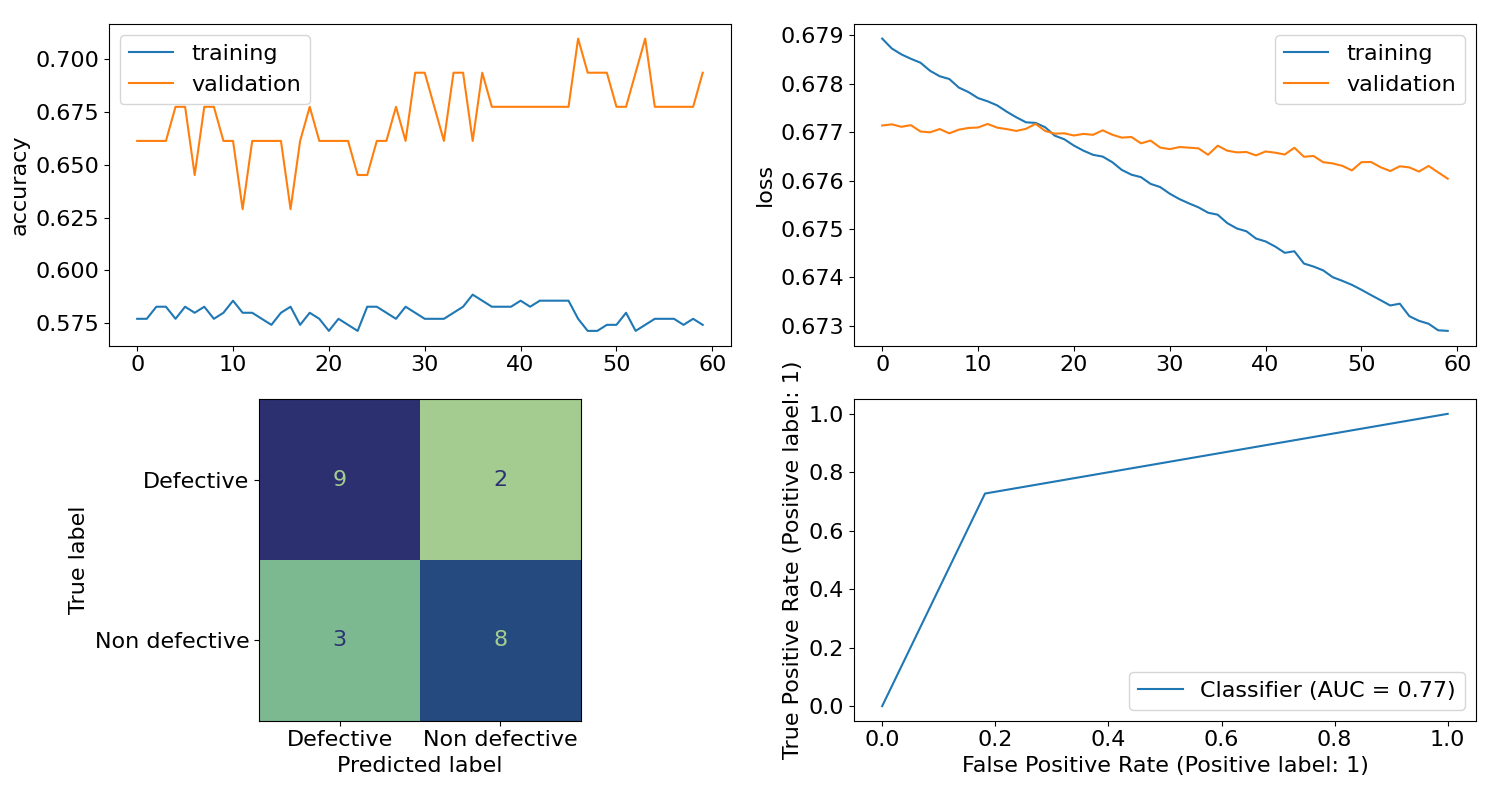 accuracy
0.700
0.675
0.650
0.625
0.600
0.575
training
validation
0 10 20 30 40 50 60
loss
0.679
0.678
0.677
0.676
0.675
0.674
0.673
training
validation
0 10 20 30 40 50 60
True label
Defective
Non defective
9 2
3 8
Defective Non defective
Predicted label
True Positive Rate (Positive label: 1)
1.0
0.8
0.6
0.4
0.2
0.0
Classifier (AUC = 0.77)
0.0 0.2 0.4 0.6 0.8 1.0
False Positive Rate (Positive label: 1)